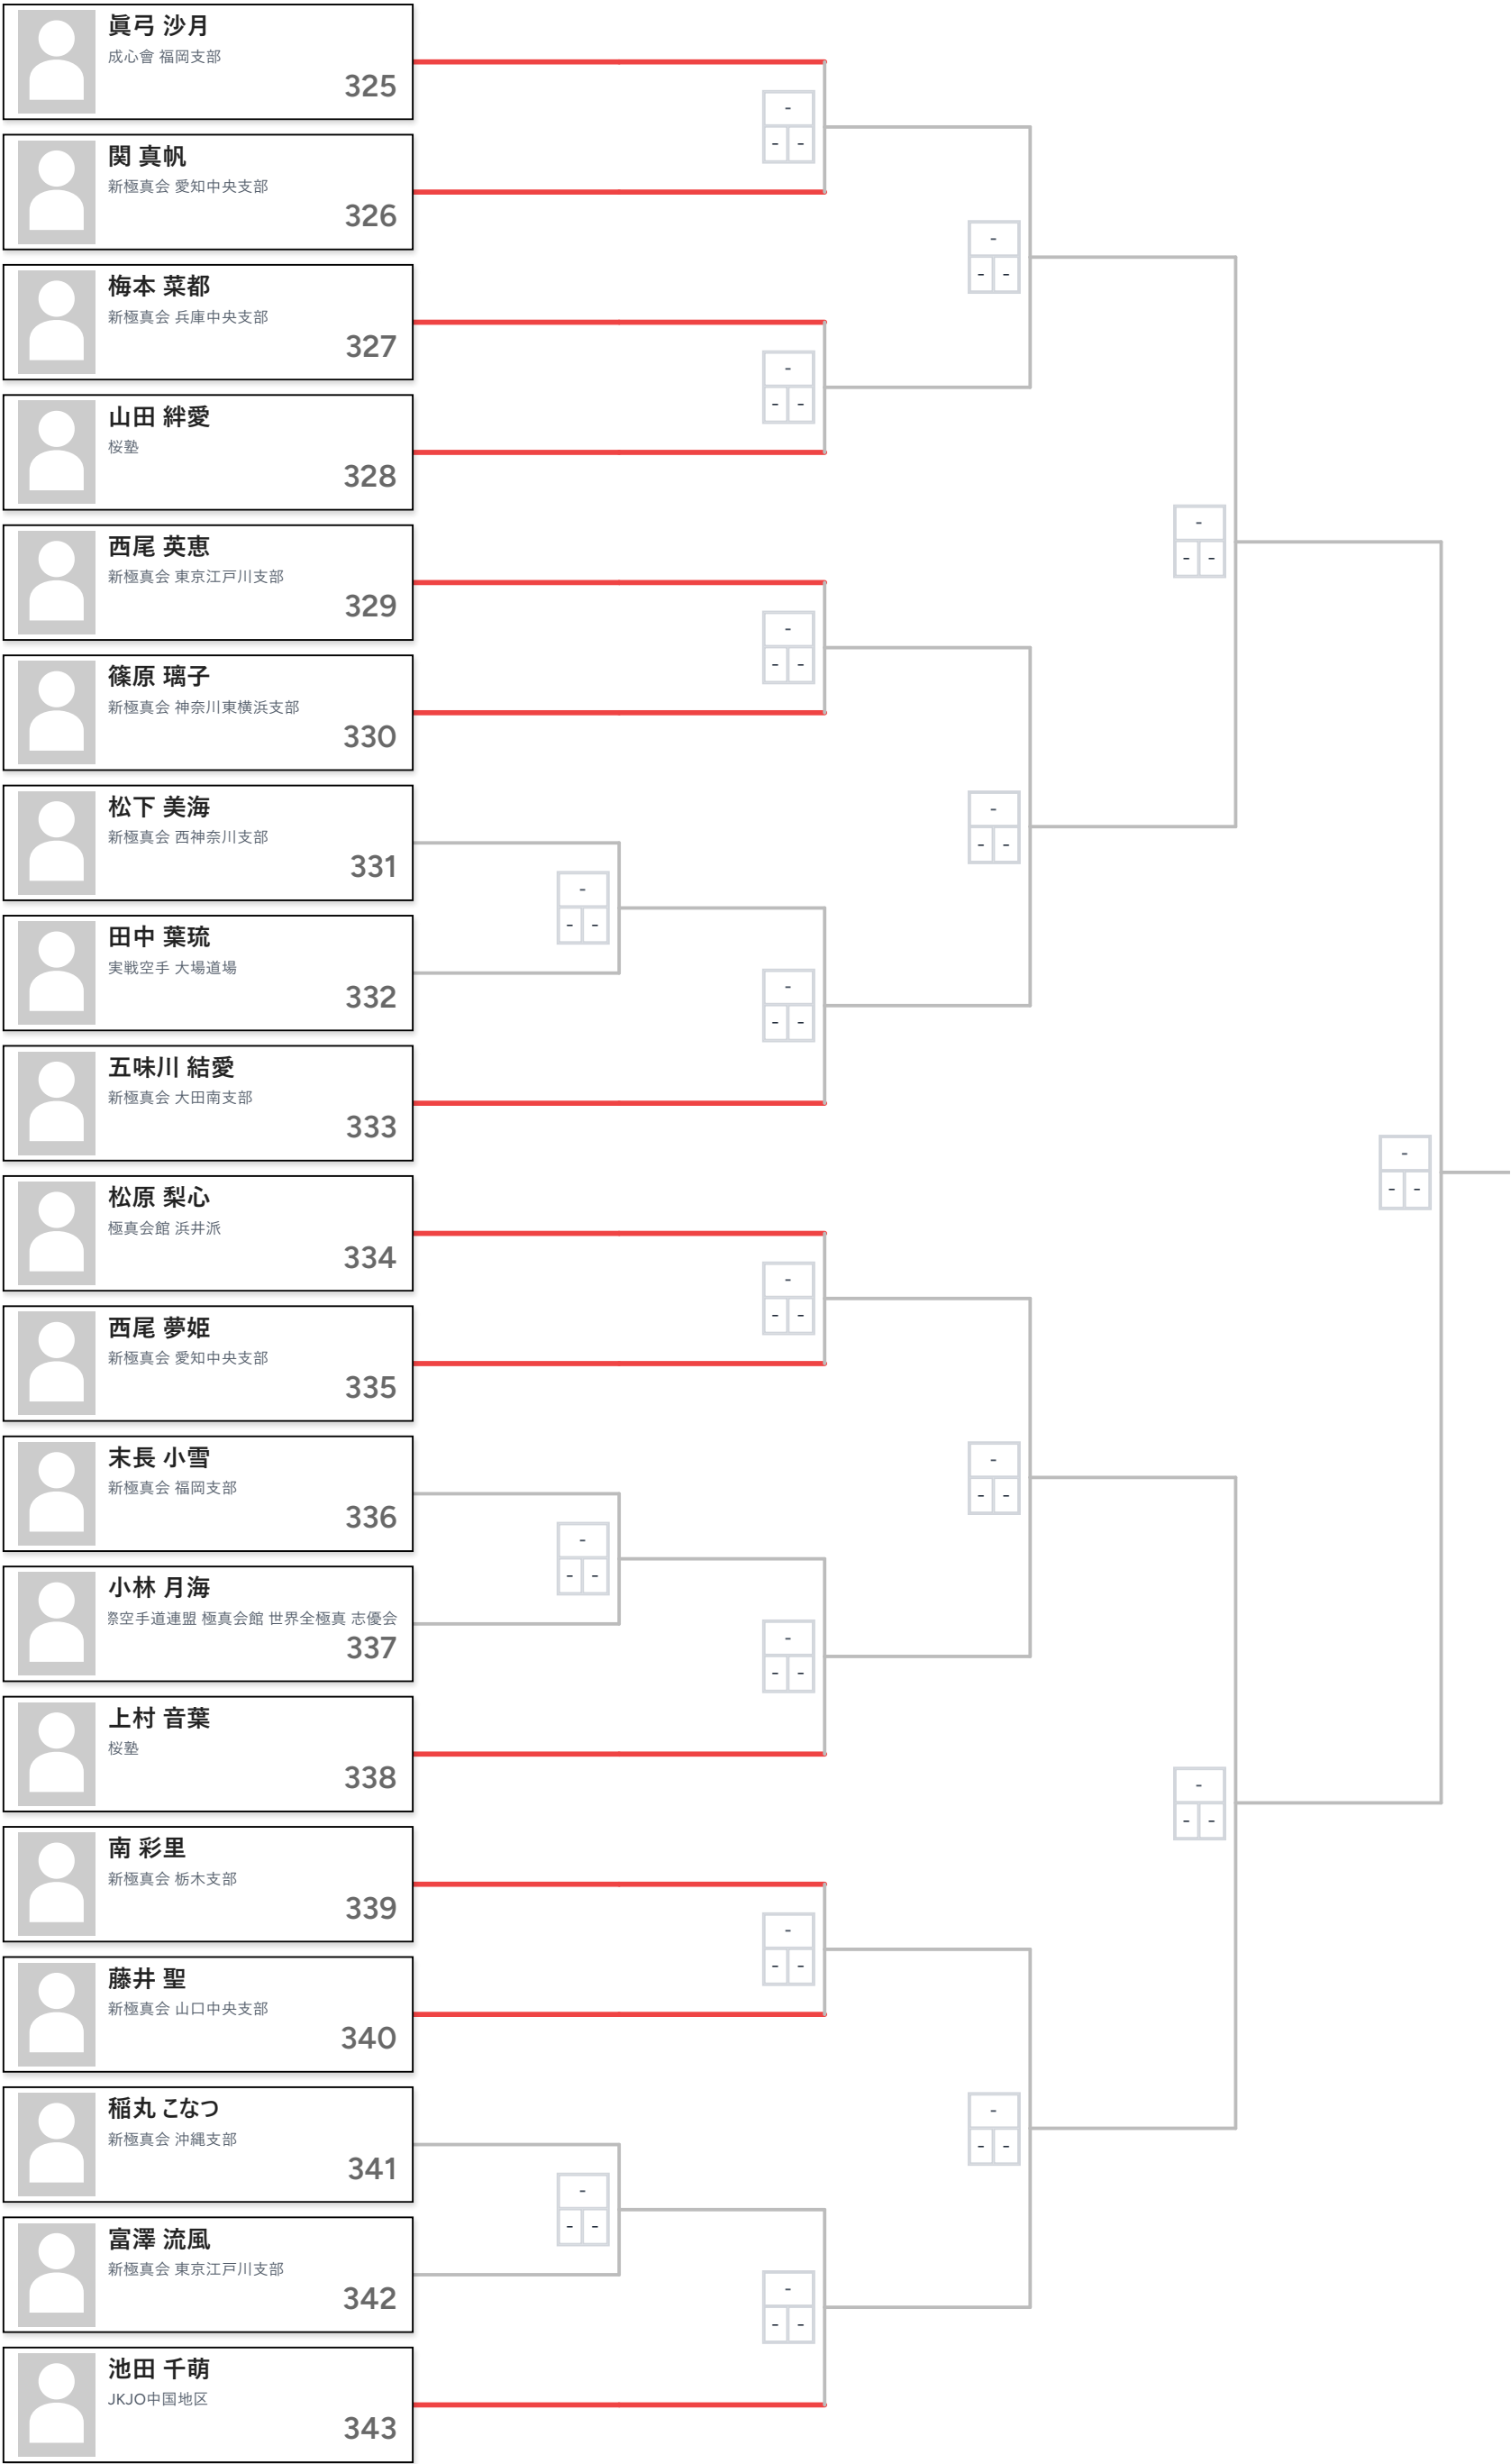 眞弓 沙月
成心會 福岡支部
325
関 真帆
新極真会 愛知中央支部
326
梅本 菜都
新極真会 兵庫中央支部
327
山田 絆愛
桜塾
328
西尾 英恵
新極真会 東京江戸川支部
329
篠原 璃子
新極真会 神奈川東横浜支部
330
松下 美海
新極真会 西神奈川支部
331
田中 葉琉
実戦空手 大場道場
332
五味川 結愛
新極真会 大田南支部
333
松原 梨心
極真会館 浜井派
334
西尾 夢姫
新極真会 愛知中央支部
335
末長 小雪
新極真会 福岡支部
336
小林 月海
空手道連盟 極真会館 世界全極真 志優会
337
上村 音葉
桜塾
338
南 彩里
新極真会 栃木支部
339
藤井 聖
新極真会 山口中央支部
340
稲丸 こなつ
新極真会 沖縄支部
341
富澤 流風
新極真会 東京江戸川支部
342
池田 千萌
JKJO中国地区
343